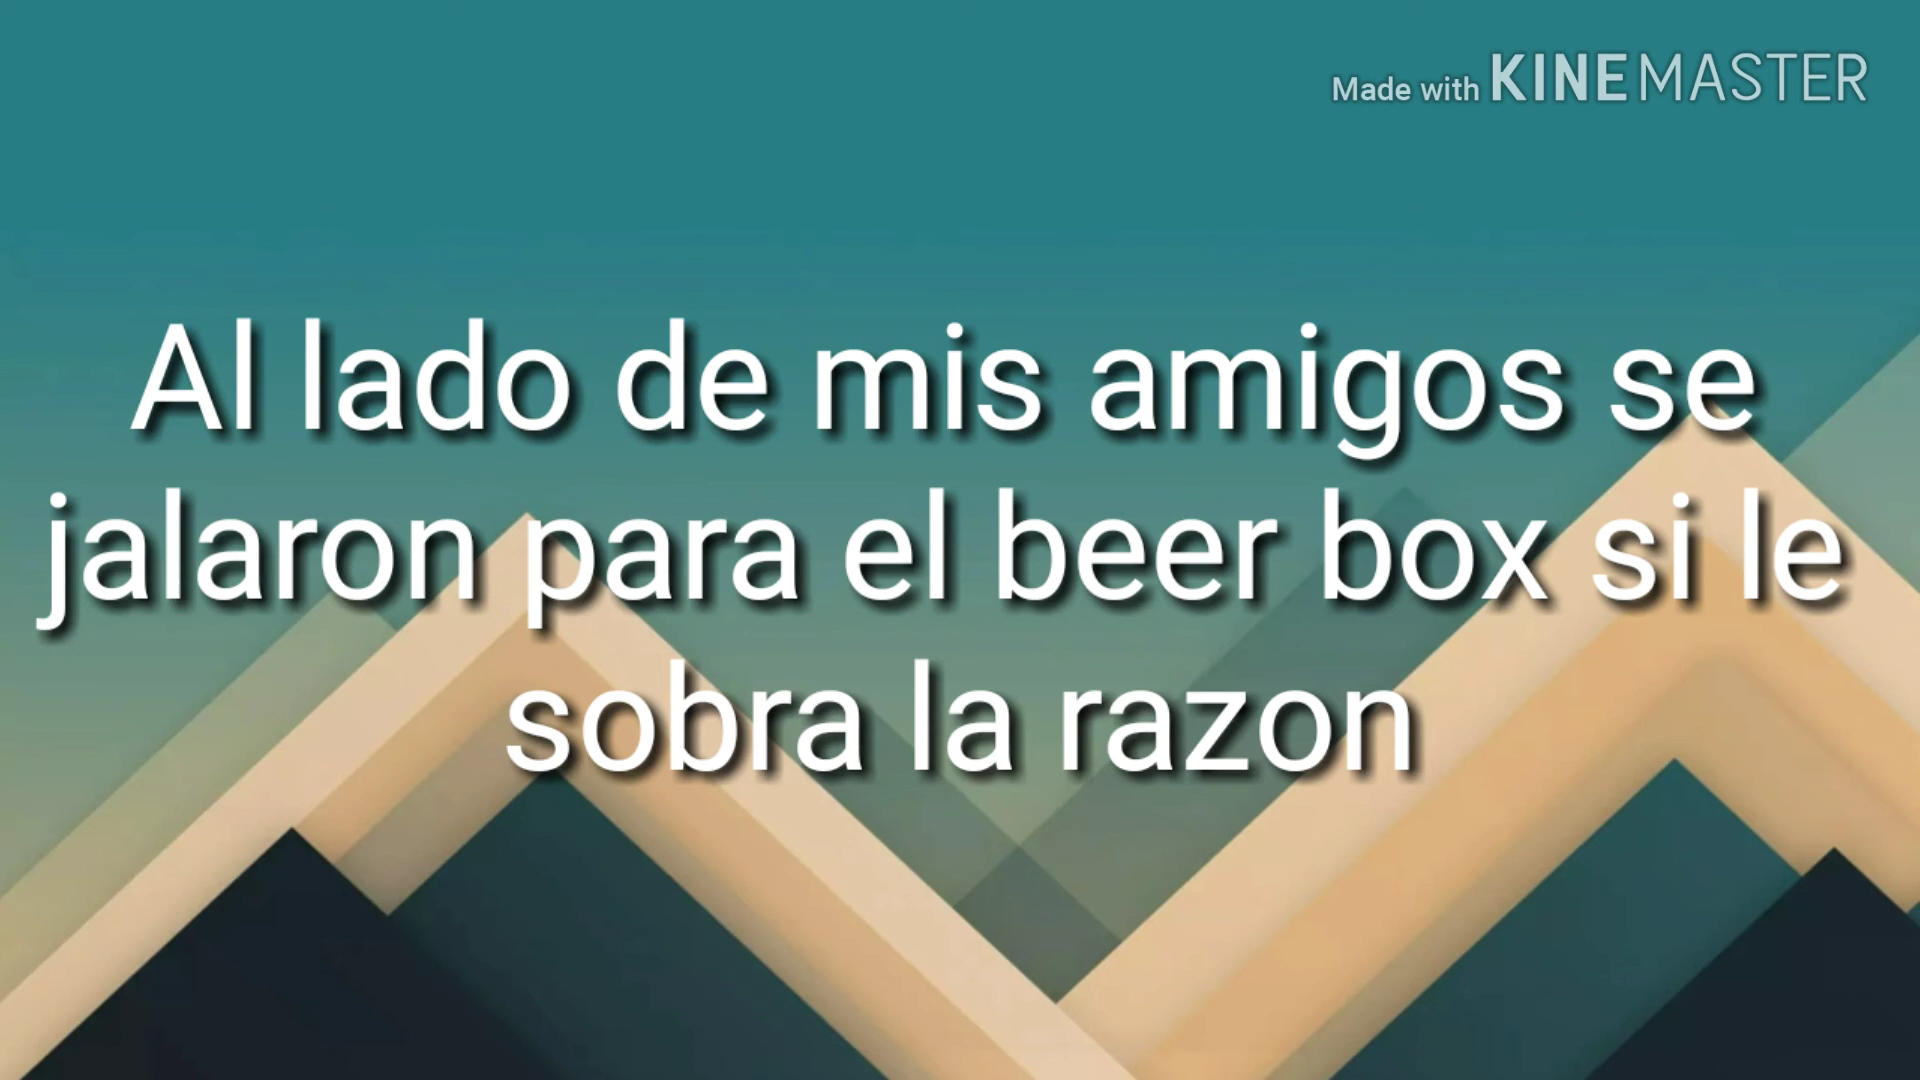 Made with KINEMASTER
Al lado de mis amigos se
jalaron para el beer box si le
sobra la razon